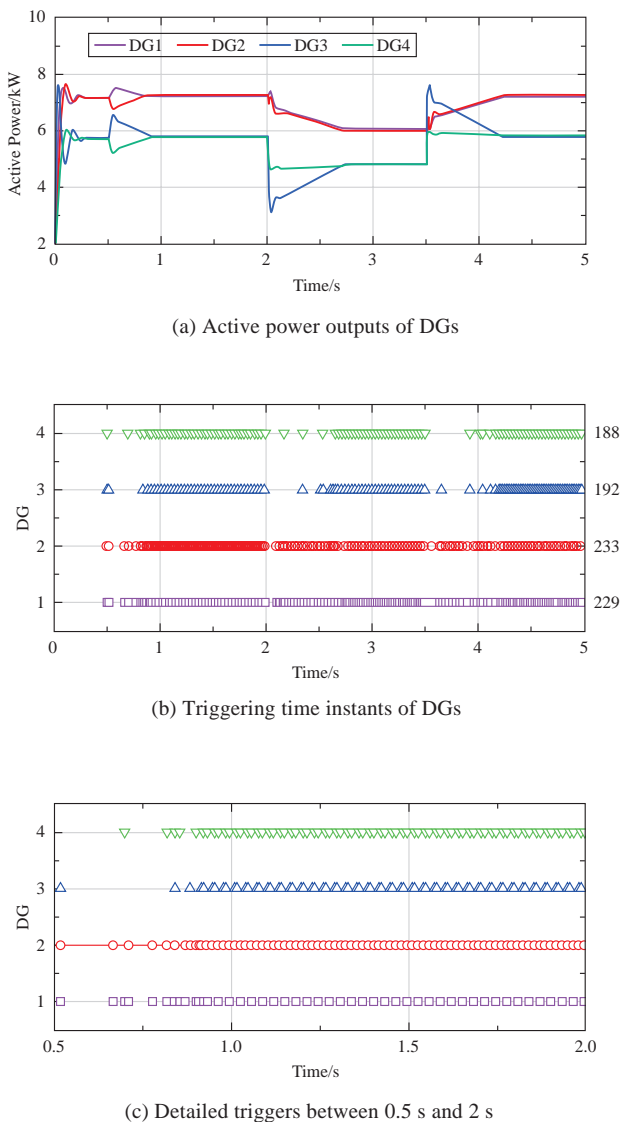 10
8
6
4
2
Active Power/kW
DG1 DG2 DG3 DG4
0 1 2 3 4 5
Time/s
(a) Active power outputs of DGs
4
3
2
1
DG
188
192
233
229
0 1 2 3 4 5
Time/s
(b) Triggering time instants of DGs
4
3
2
1
DG
0.5 1.0 1.5 2.0
Time/s
(c) Detailed triggers between 0.5 s and 2 s